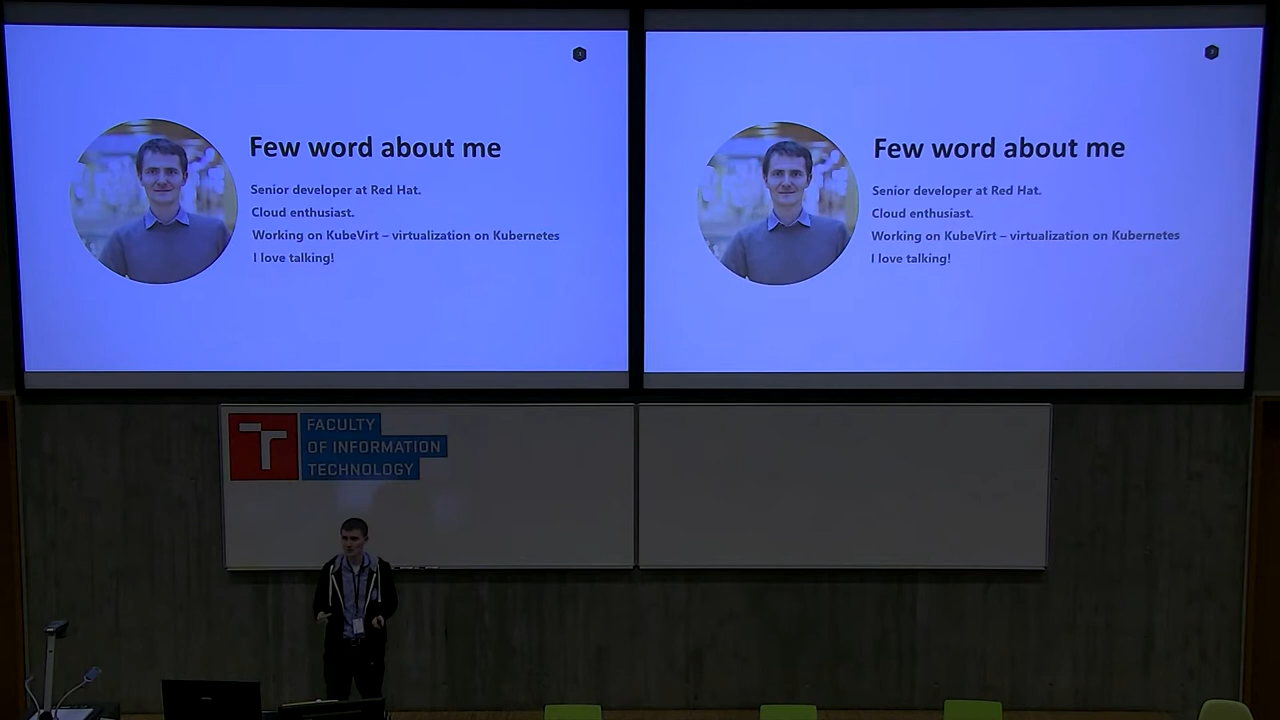 Few word about me
Senior developer at Red Hat.
Cloud enthusiast.
Working on KubeVirt – virtualization on Kubernetes
I love talking!
Few word about me
Senior developer at Red Hat.
Cloud enthusiast.
Working on KubeVirt – virtualization on Kubernetes
I love talking!
T
FACULTY
OF INFORMATION
TECHNOLOGY